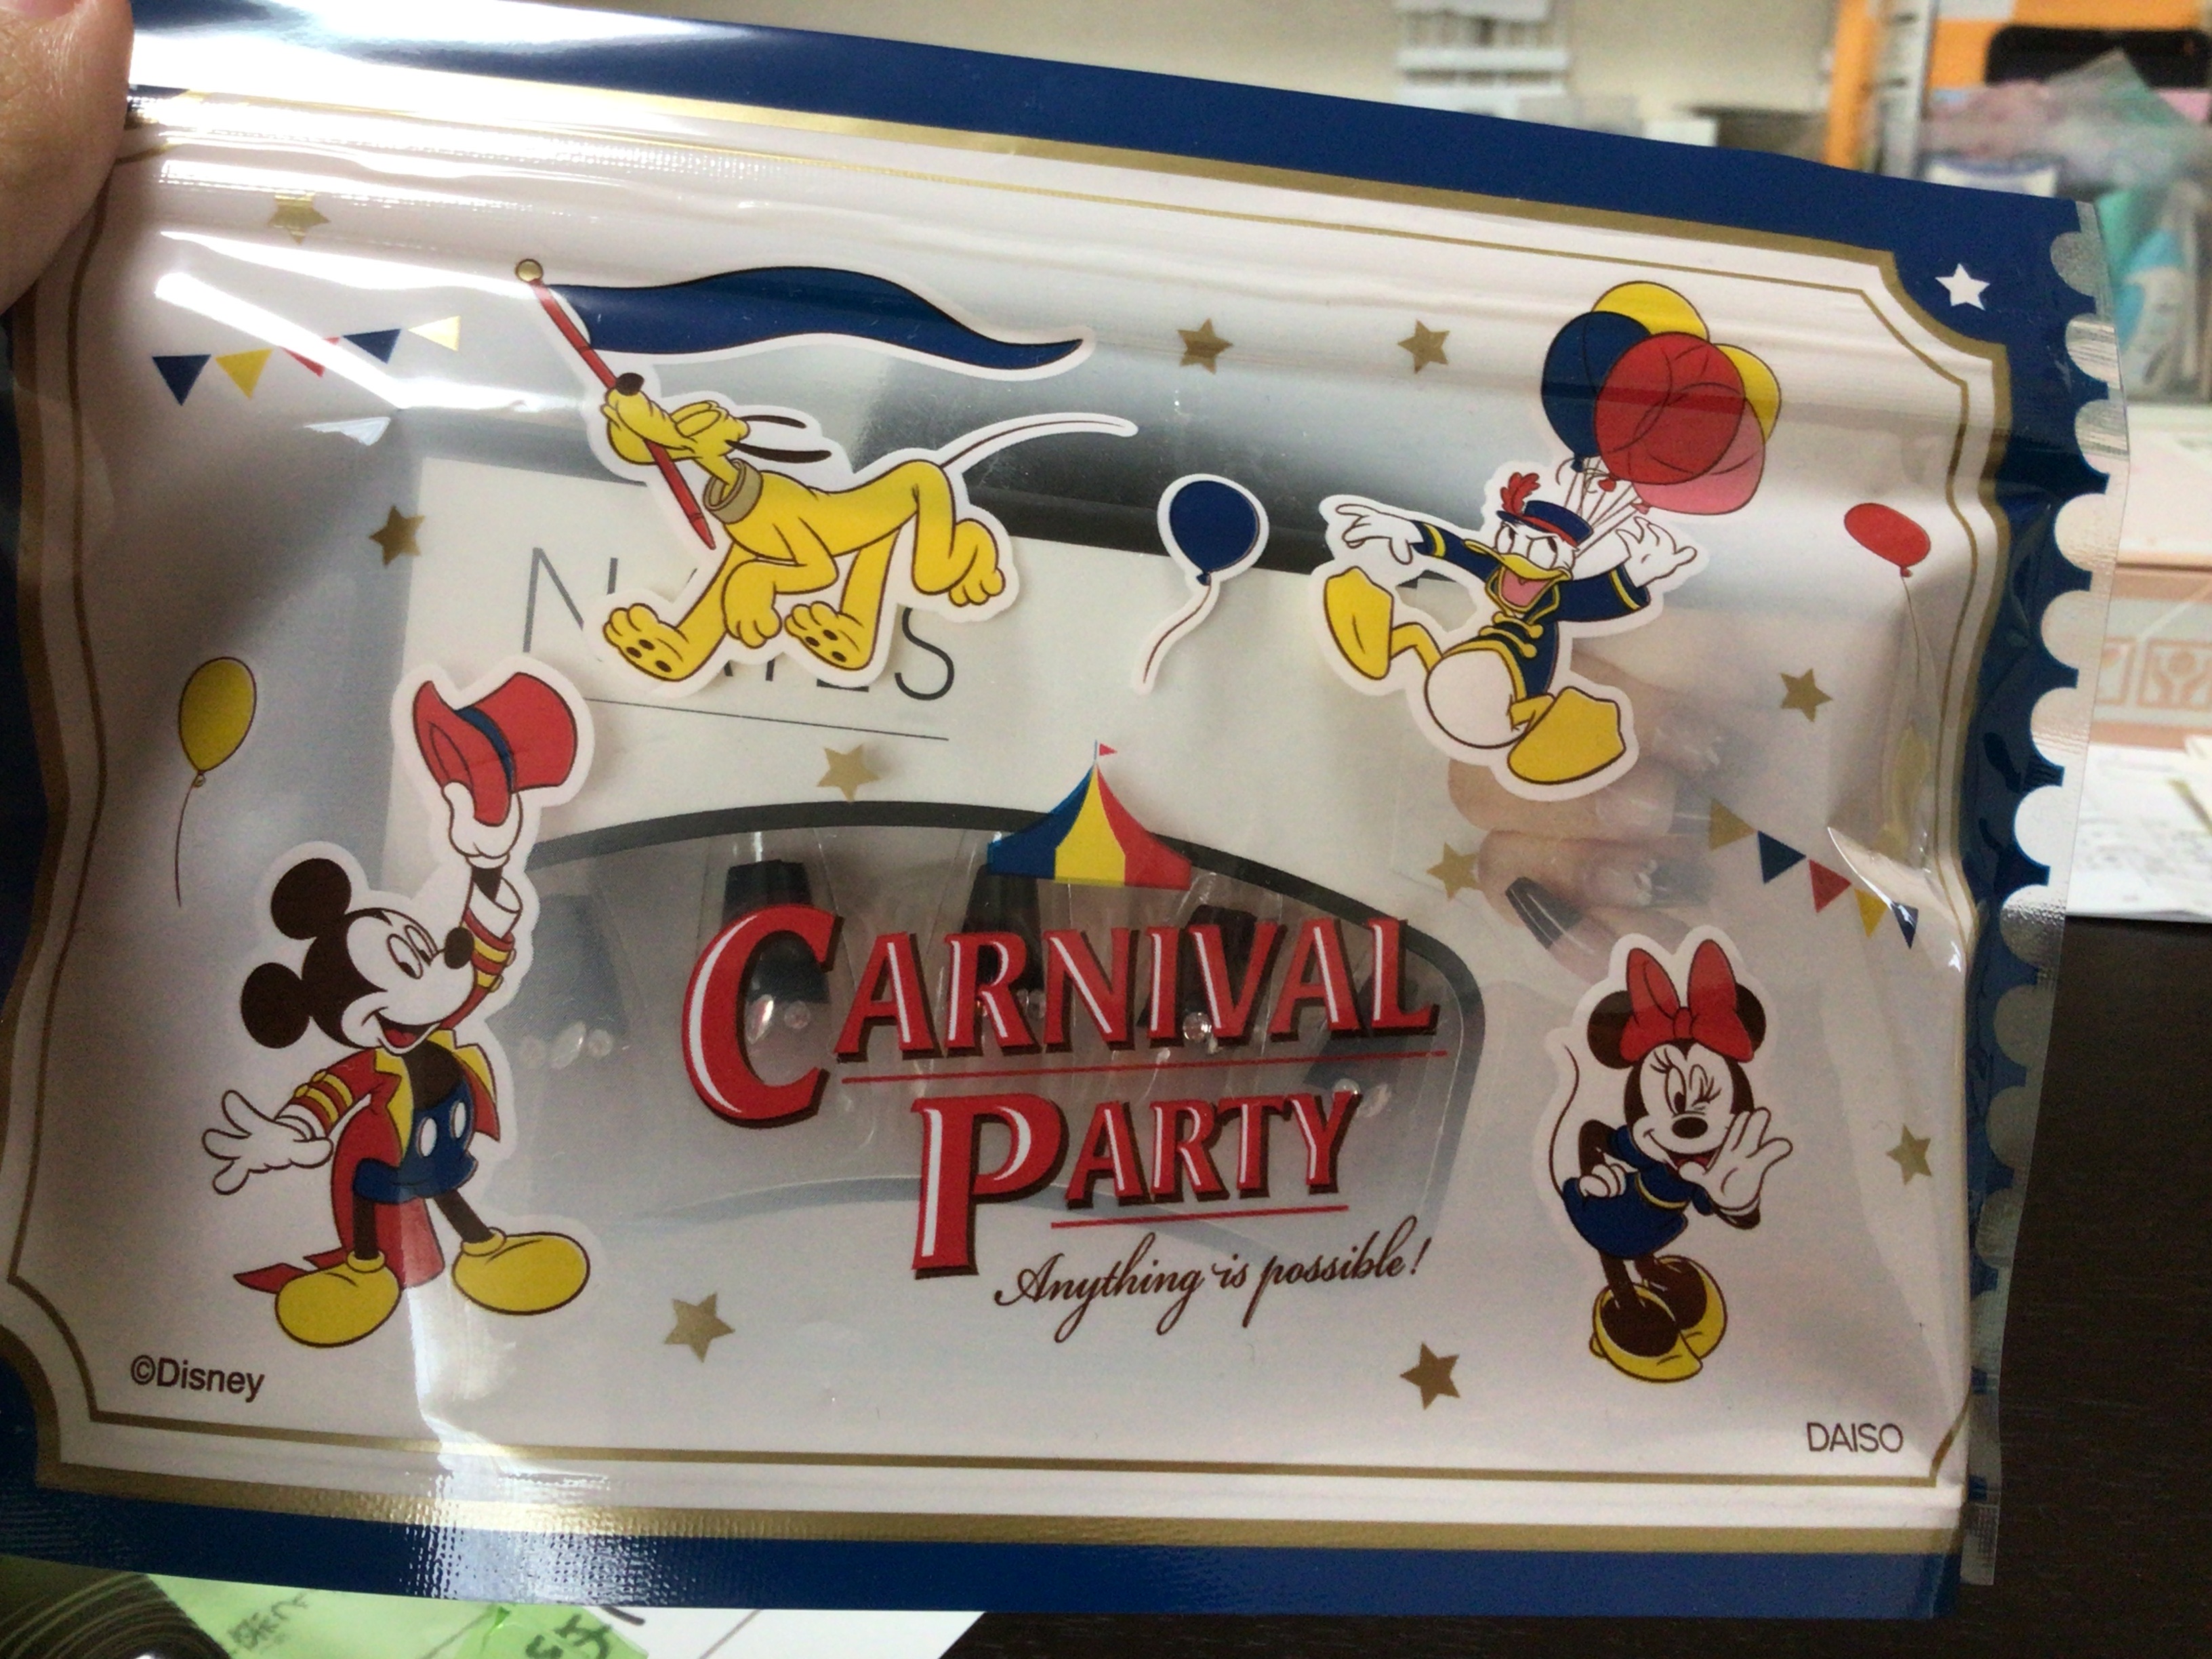 CARNIVAL
PARTY
Anything is possible!
©Disney
DAISO